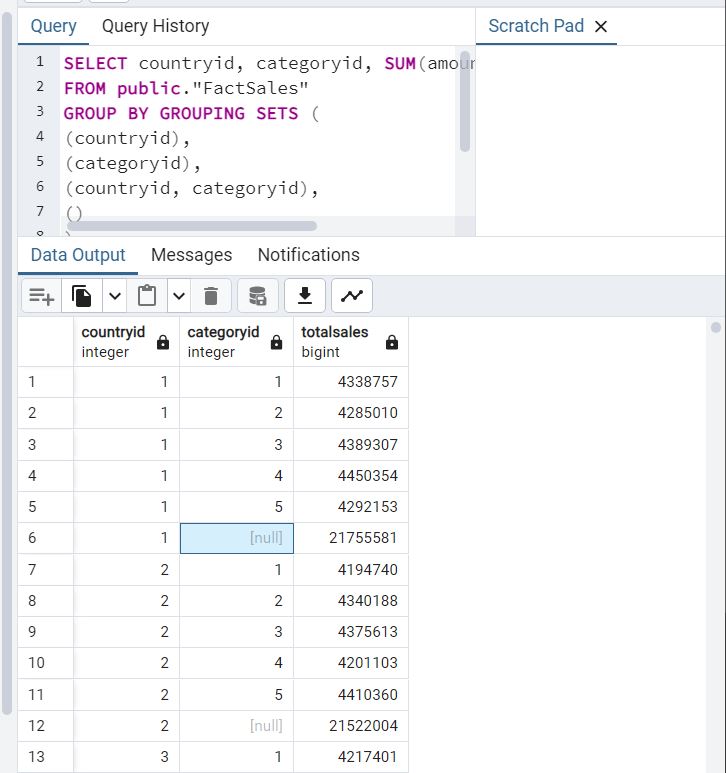 Query Query History Scratch Pad
1 SELECT countryid, categoryid, SUM(amour
2 FROM public."FactSales"
3 GROUP BY GROUPING SETS (
4 (countryid),
5 (categoryid),
6 (countryid, categoryid),
7 ()
Data Output Messages Notifications
countryid categoryid totalsales
integer integer bigint
1 1 1 4338757
2 1 2 4285010
3 1 3 4389307
4 1 4 4450354
5 1 5 4292153
6 1 [null] 21755581
7 2 1 4194740
8 2 2 4340188
9 2 3 4375613
10 2 4 4201103
11 2 5 4410360
12 2 [null] 21522004
13 3 1 4217401